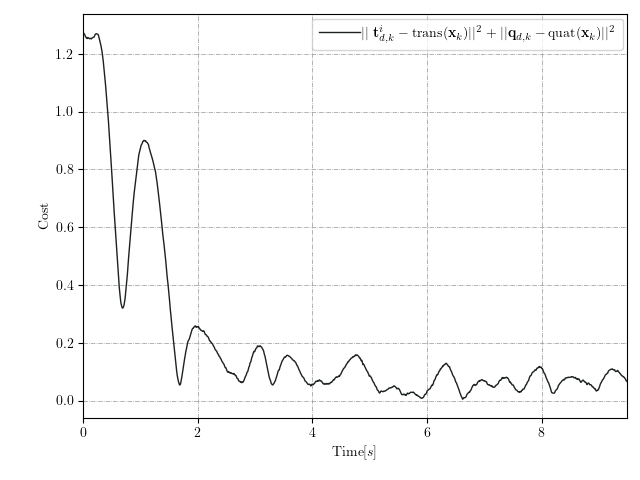 || t^i_{d,k} − trans(x_k)||^2 + ||q_{d,k} − quat(x_k)||^2
1.2
1.0
0.8
0.6
0.4
0.2
0.0
Cost
0 2 4 6 8
Time[s]